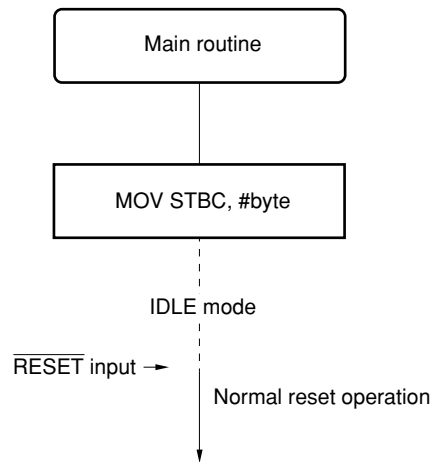 Main routine
MOV STBC, #byte
IDLE mode
RESET input →
Normal reset operation